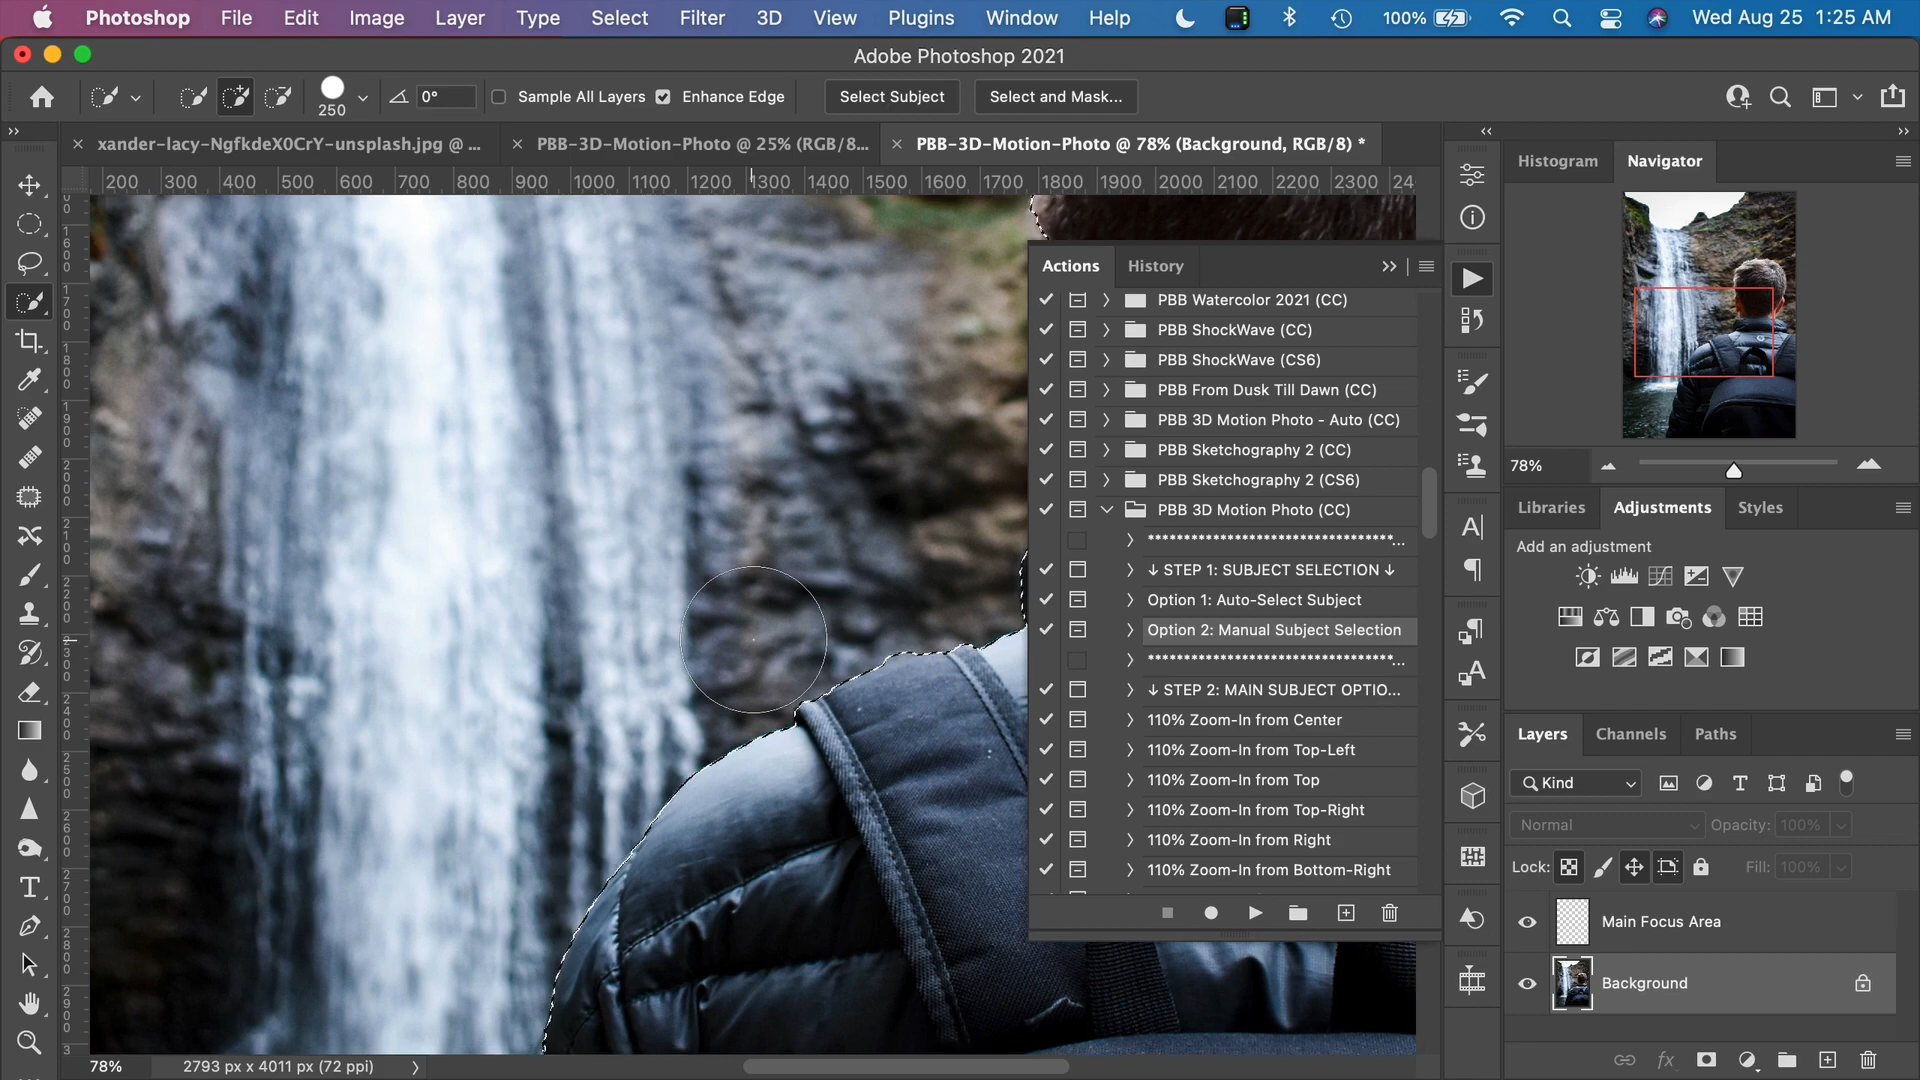 Photoshop File Edit Image Layer Type Select Filter 3D View Plugins Window Help 100% Wed Aug 25 1:25 AM
Adobe Photoshop 2021
250 0° Sample All Layers Enhance Edge Select Subject Select and Mask...
xander-lacy-NgfkdeX0CrY-unsplash.jpg @ ... PBB-3D-Motion-Photo @ 25% (RGB/8... PBB-3D-Motion-Photo @ 78% (Background, RGB/8) *
200 300 400 500 600 700 800 900 1000 1100 1200 1300 1400 1500 1600 1700 1800 1900 2000 2100 2200 2300 24
Histogram Navigator
Actions History
PBB Watercolor 2021 (CC)
PBB ShockWave (CC)
PBB ShockWave (CS6)
PBB From Dusk Till Dawn (CC)
PBB 3D Motion Photo - Auto (CC)
PBB Sketchography 2 (CC)
PBB Sketchography 2 (CS6)
PBB 3D Motion Photo (CC)
**********************************...
↓ STEP 1: SUBJECT SELECTION ↓
Option 1: Auto-Select Subject
Option 2: Manual Subject Selection
**********************************...
↓ STEP 2: MAIN SUBJECT OPTIO...
110% Zoom-In from Center
110% Zoom-In from Top-Left
110% Zoom-In from Top
110% Zoom-In from Top-Right
110% Zoom-In from Right
110% Zoom-In from Bottom-Right
78%
Libraries Adjustments Styles
Add an adjustment
Layers Channels Paths
Kind
Normal Opacity: 100%
Lock: Fill: 100%
Main Focus Area
Background
78% 2793 px x 4011 px (72 ppi)